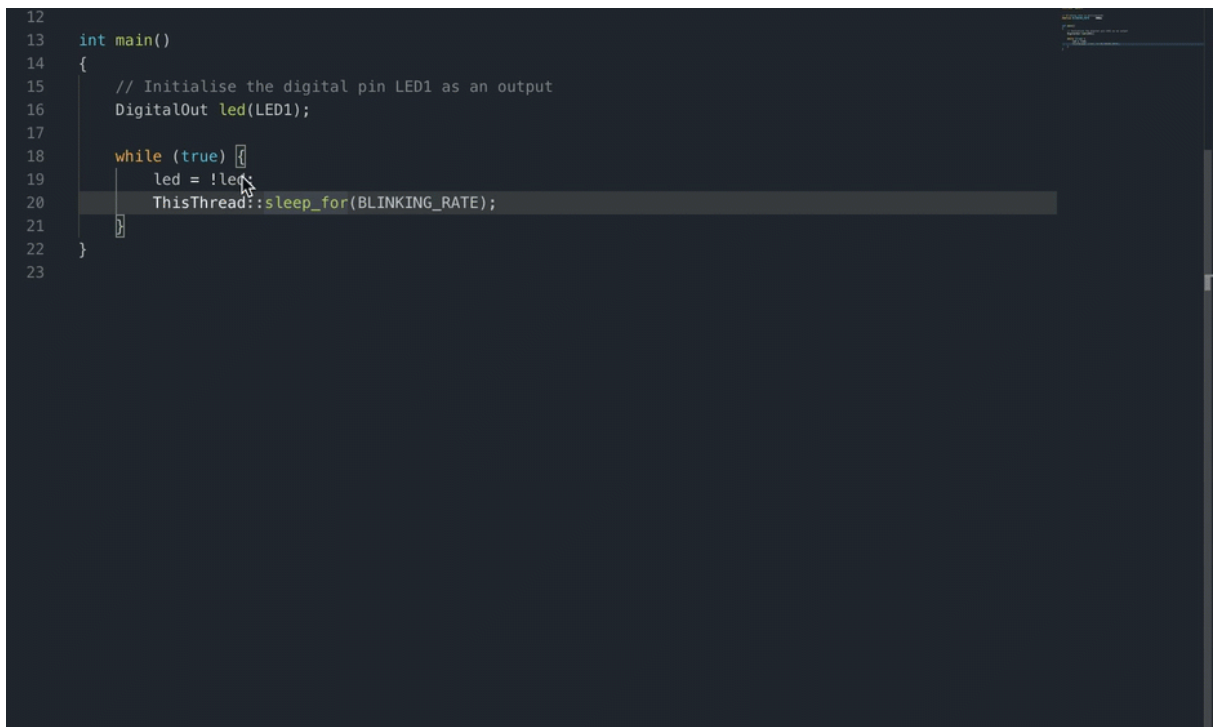 12
13 int main()
14 {
15 // Initialise the digital pin LED1 as an output
16 DigitalOut led(LED1);
17
18 while (true) {
19 led = !led;
20 ThisThread::sleep_for(BLINKING_RATE);
21 }
22 }
23